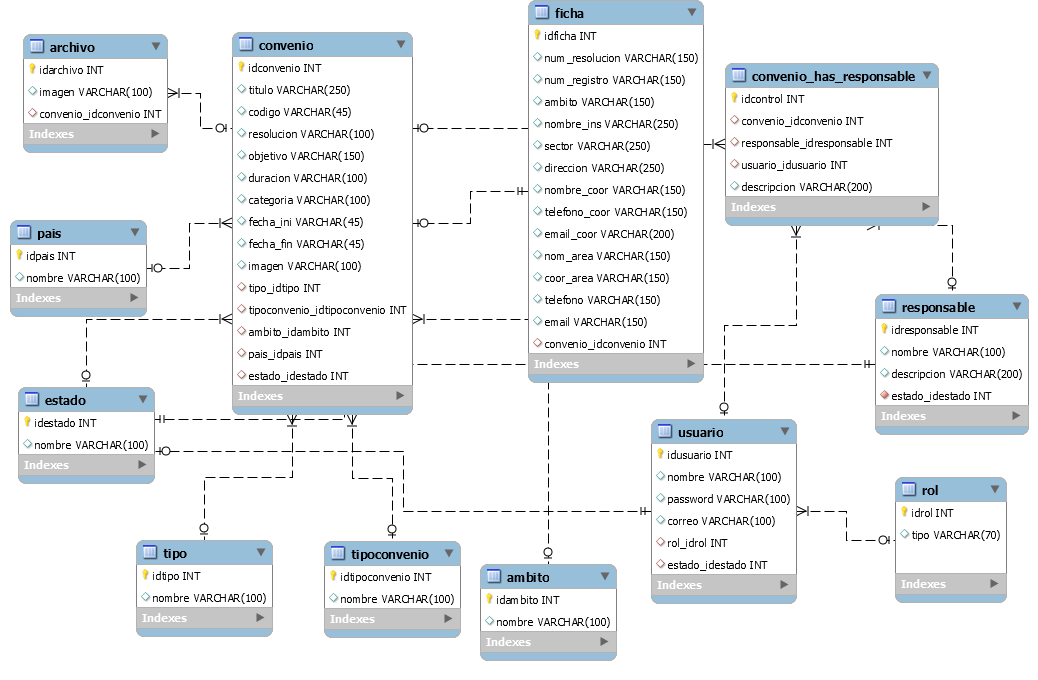 archivo
idarchivo INT
imagen VARCHAR(100)
convenio_idconvenio INT
Indexes
convenio
idconvenio INT
titulo VARCHAR(250)
codigo VARCHAR(45)
resolucion VARCHAR(100)
objetivo VARCHAR(150)
duracion VARCHAR(100)
categoria VARCHAR(100)
fecha_ini VARCHAR(45)
fecha_fin VARCHAR(45)
imagen VARCHAR(100)
tipo_idtipo INT
tipoconvenio_idtipoconvenio INT
ambito_idambito INT
pais_idpais INT
estado_idestado INT
Indexes
ficha
idficha INT
num_resolucion VARCHAR(150)
num_registro VARCHAR(150)
ambito VARCHAR(150)
nombre_ins VARCHAR(250)
sector VARCHAR(250)
direccion VARCHAR(250)
nombre_coor VARCHAR(150)
telefono_coor VARCHAR(150)
email_coor VARCHAR(200)
nom_area VARCHAR(150)
coor_area VARCHAR(150)
telefono VARCHAR(150)
email VARCHAR(150)
convenio_idconvenio INT
Indexes
convenio_has_responsable
idcontrol INT
convenio_idconvenio INT
responsable_idresponsable INT
usuario_idusuario INT
descripcion VARCHAR(200)
Indexes
pais
idpais INT
nombre VARCHAR(100)
Indexes
responsable
idresponsable INT
nombre VARCHAR(100)
descripcion VARCHAR(200)
estado_idestado INT
Indexes
estado
idestado INT
nombre VARCHAR(100)
Indexes
usuario
idusuario INT
nombre VARCHAR(100)
password VARCHAR(100)
correo VARCHAR(100)
rol_idrol INT
estado_idestado INT
Indexes
rol
idrol INT
tipo VARCHAR(70)
Indexes
tipo
idtipo INT
nombre VARCHAR(100)
Indexes
tipoconvenio
idtipoconvenio INT
nombre VARCHAR(100)
Indexes
ambito
idambito INT
nombre VARCHAR(100)
Indexes